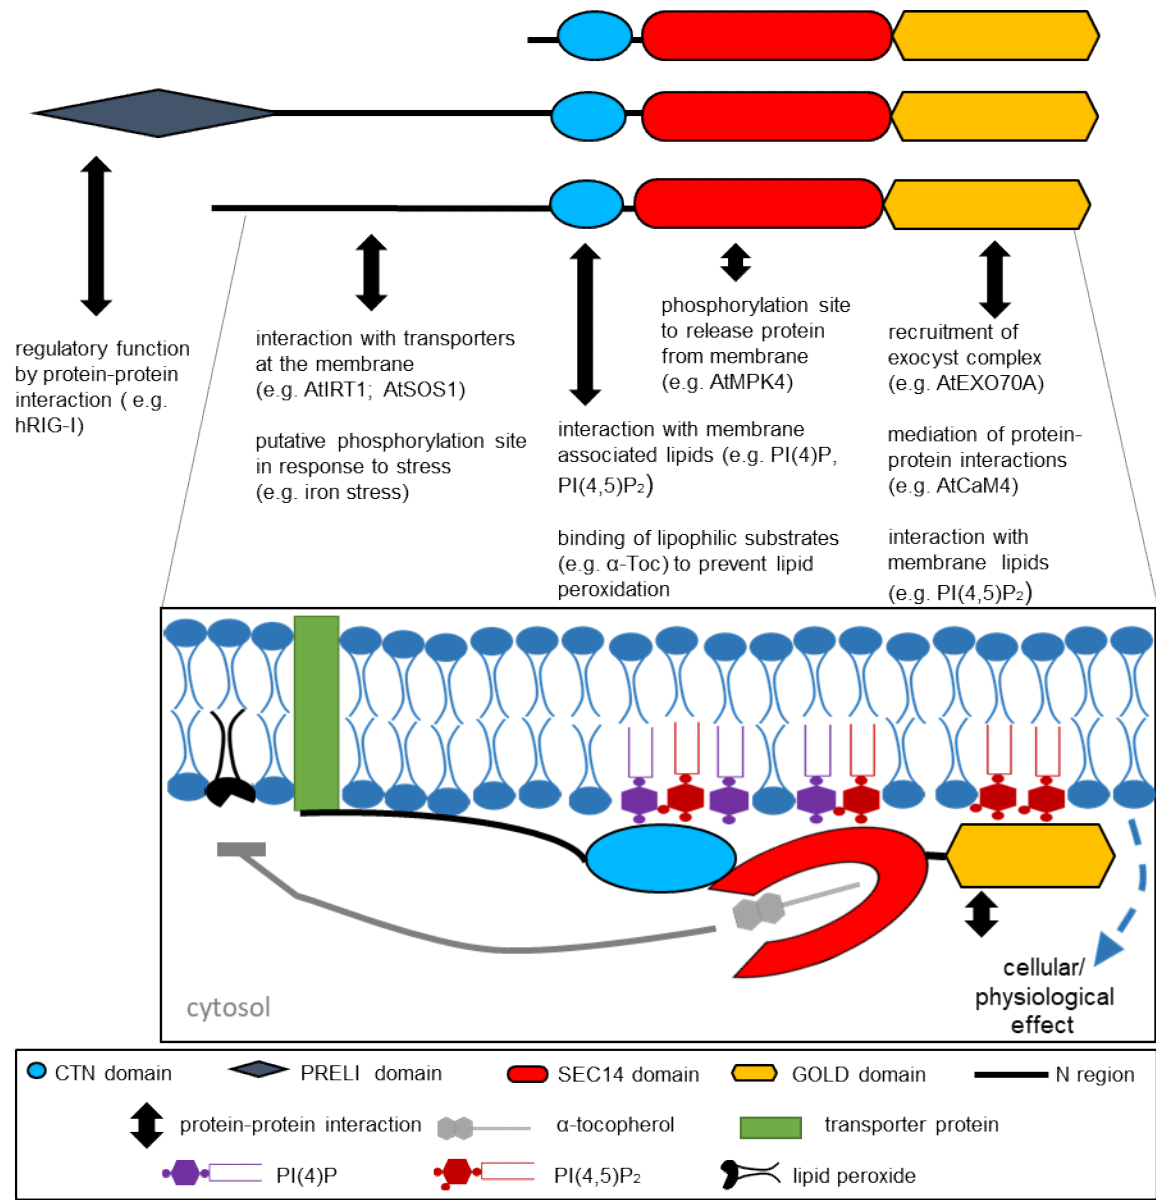 regulatory function
by protein-protein
interaction ( e.g.
hRIG-I)
interaction with transporters
at the membrane
(e.g. AtIRT1; AtSOS1)
putative phosphorylation site
in response to stress
(e.g. iron stress)
interaction with membrane
associated lipids (e.g. PI(4)P,
PI(4,5)P₂)
binding of lipophilic substrates
(e.g. α-Toc) to prevent lipid
peroxidation
phosphorylation site
to release protein
from membrane
(e.g. AtMPK4)
recruitment of
exocyst complex
(e.g. AtEXO70A)
mediation of protein-
protein interactions
(e.g. AtCaM4)
interaction with
membrane lipids
(e.g. PI(4,5)P₂)
cytosol
cellular/
physiological
effect
CTN domain
PRELI domain
SEC14 domain
GOLD domain
N region
protein-protein interaction
α-tocopherol
transporter protein
PI(4)P
PI(4,5)P₂
lipid peroxide